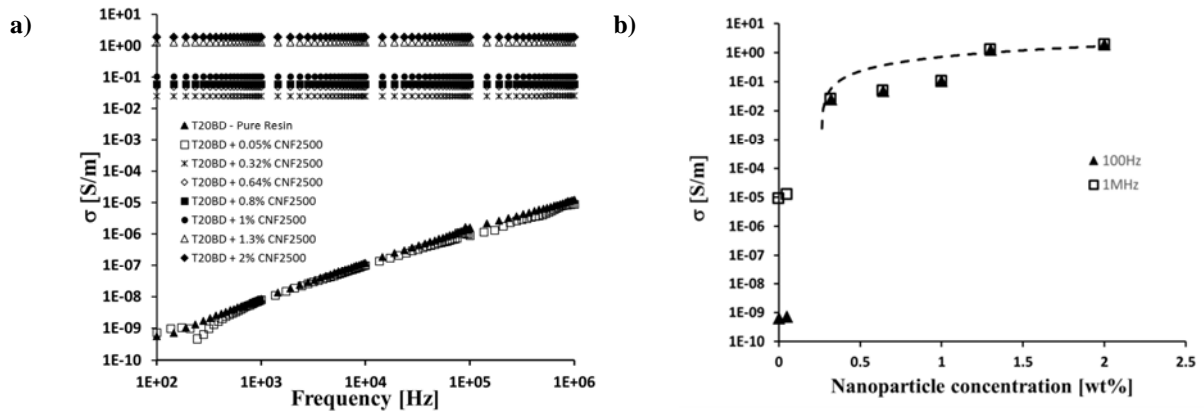 a)
1E+01
1E+00
1E-01
1E-02
1E-03
1E-04
1E-05
1E-06
1E-07
1E-08
1E-09
1E-10
σ [S/m]
T20BD - Pure Resin
T20BD + 0.05% CNF2500
T20BD + 0.32% CNF2500
T20BD + 0.64% CNF2500
T20BD + 0.8% CNF2500
T20BD + 1% CNF2500
T20BD + 1.3% CNF2500
T20BD + 2% CNF2500
1E+02 1E+03 1E+04 1E+05 1E+06
Frequency [Hz]
b)
1E+01
1E+00
1E-01
1E-02
1E-03
1E-04
1E-05
1E-06
1E-07
1E-08
1E-09
1E-10
σ [S/m]
100Hz
1MHz
0 0.5 1 1.5 2
Nanoparticle concentration [wt%]